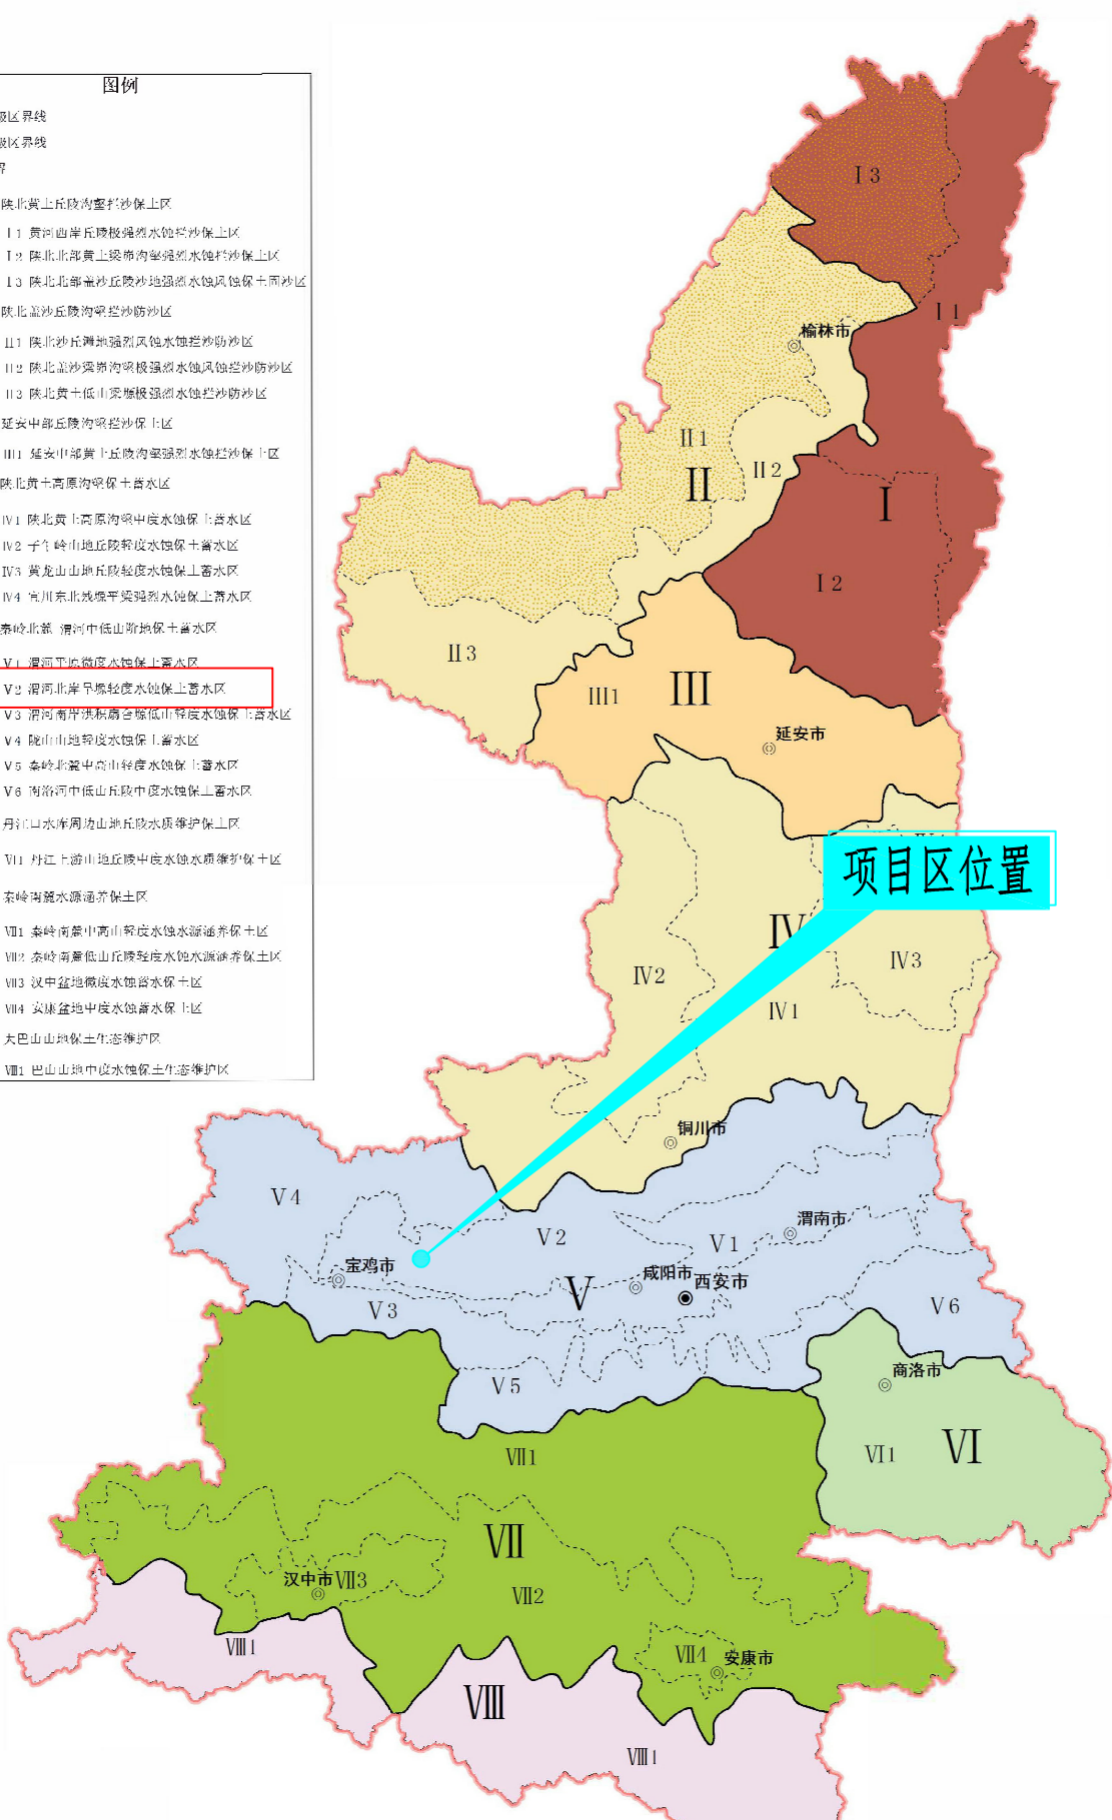 图例
级区界线
级区界线
界
陕北黄土丘陵沟壑拦沙保土区
I1 黄河西岸丘陵极强烈水蚀拦沙保土区
I2 陕北北部黄土梁峁沟壑强烈水蚀拦沙保土区
I3 陕北北部盖沙丘陵沙地强烈水蚀风蚀保土固沙区
陕北盖沙丘陵沟壑拦沙防沙区
II1 陕北沙丘滩地强烈风蚀水蚀拦沙防沙区
II2 陕北盖沙梁峁沟壑极强烈水蚀风蚀拦沙防沙区
II3 陕北黄土低山梁塬极强烈水蚀拦沙防沙区
延安中部丘陵沟壑拦沙保土区
III1 延安中部黄土丘陵沟壑强烈水蚀拦沙保土区
陕北黄土高原沟壑保土蓄水区
IV1 陕北黄土高原沟壑中度水蚀保土蓄水区
IV2 子午岭山地丘陵轻度水蚀保土蓄水区
IV3 黄龙山山地丘陵轻度水蚀保土蓄水区
IV4 宜川东北残塬平梁强烈水蚀保土蓄水区
秦岭北麓-渭河中低山阶地保土蓄水区
V1 渭河平原微度水蚀保土蓄水区
V2 渭河北岸旱塬轻度水蚀保土蓄水区
V3 渭河南岸洪积扇台塬低山轻度水蚀保土蓄水区
V4 陇山山地轻度水蚀保土蓄水区
V5 秦岭北麓中高山轻度水蚀保土蓄水区
V6 南洛河中低山丘陵中度水蚀保土蓄水区
丹江口水库周边山地丘陵水质维护保土区
VI1 丹江上游山地丘陵中度水蚀水质维护保土区
秦岭南麓水源涵养保土区
VII1 秦岭南麓中高山轻度水蚀水源涵养保土区
VII2 秦岭南麓低山丘陵轻度水蚀水源涵养保土区
VII3 汉中盆地微度水蚀蓄水保土区
VII4 安康盆地中度水蚀蓄水保土区
大巴山山地保土生态维护区
VIII1 巴山山地中度水蚀保土生态维护区
I3
I1
榆林市
II1
II2
II
I
I2
II3
III1
III
延安市
项目区位置
IV
IV2
IV3
IV1
铜川市
V4
V2
V1
渭南市
宝鸡市
咸阳市
西安市
V
V3
V6
V5
商洛市
VI1
VI
VII1
VII
汉中市
VII3
VII2
VII4
安康市
VIII1
VIII
VIII1